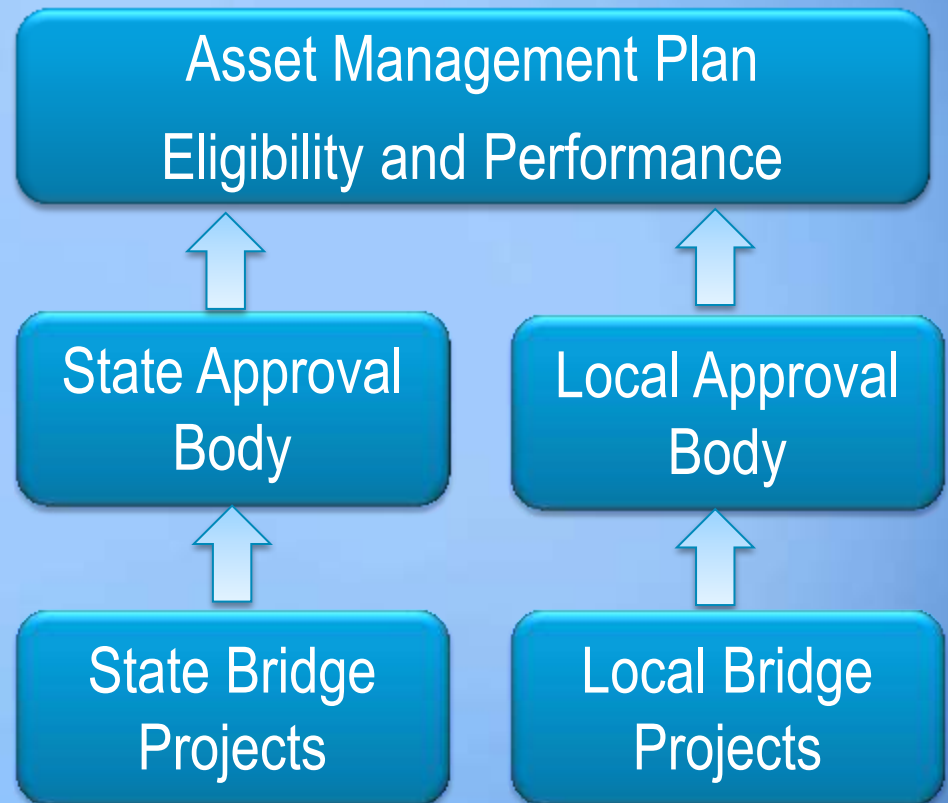 Asset Management Plan
Eligibility and Performance
State Approval
Body
Local Approval
Body
State Bridge
Projects
Local Bridge
Projects